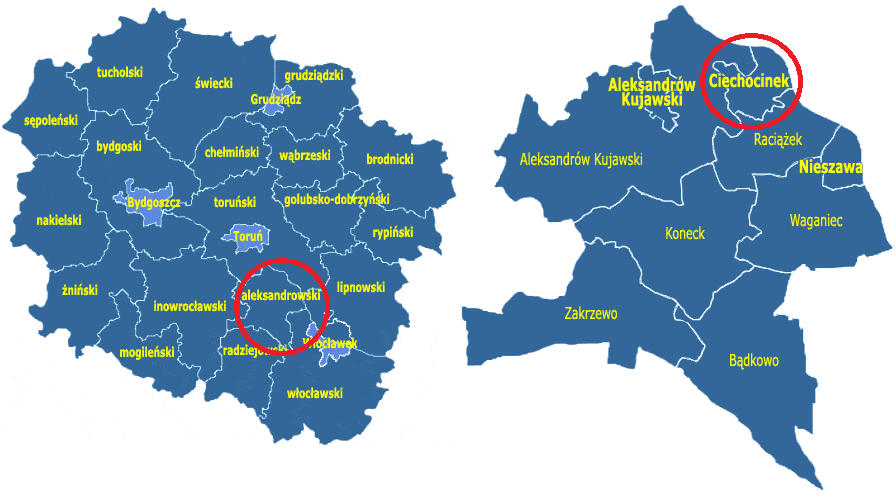 tucholski
świecki
grudziądzki
Grudziądz
sępoleński
bydgoski
chełmiński
wąbrzeski
brodnicki
Bydgoszcz
toruński
golubsko-dobrzyński
nakielski
Toruń
rypiński
żniński
inowrocławski
aleksandrowski
lipnowski
mogileński
radziejowski
Włocławek
włocławski
Aleksandrów
Kujawski
Ciechocinek
Aleksandrów Kujawski
Raciążek
Nieszawa
Koneck
Waganiec
Zakrzewo
Bądkowo